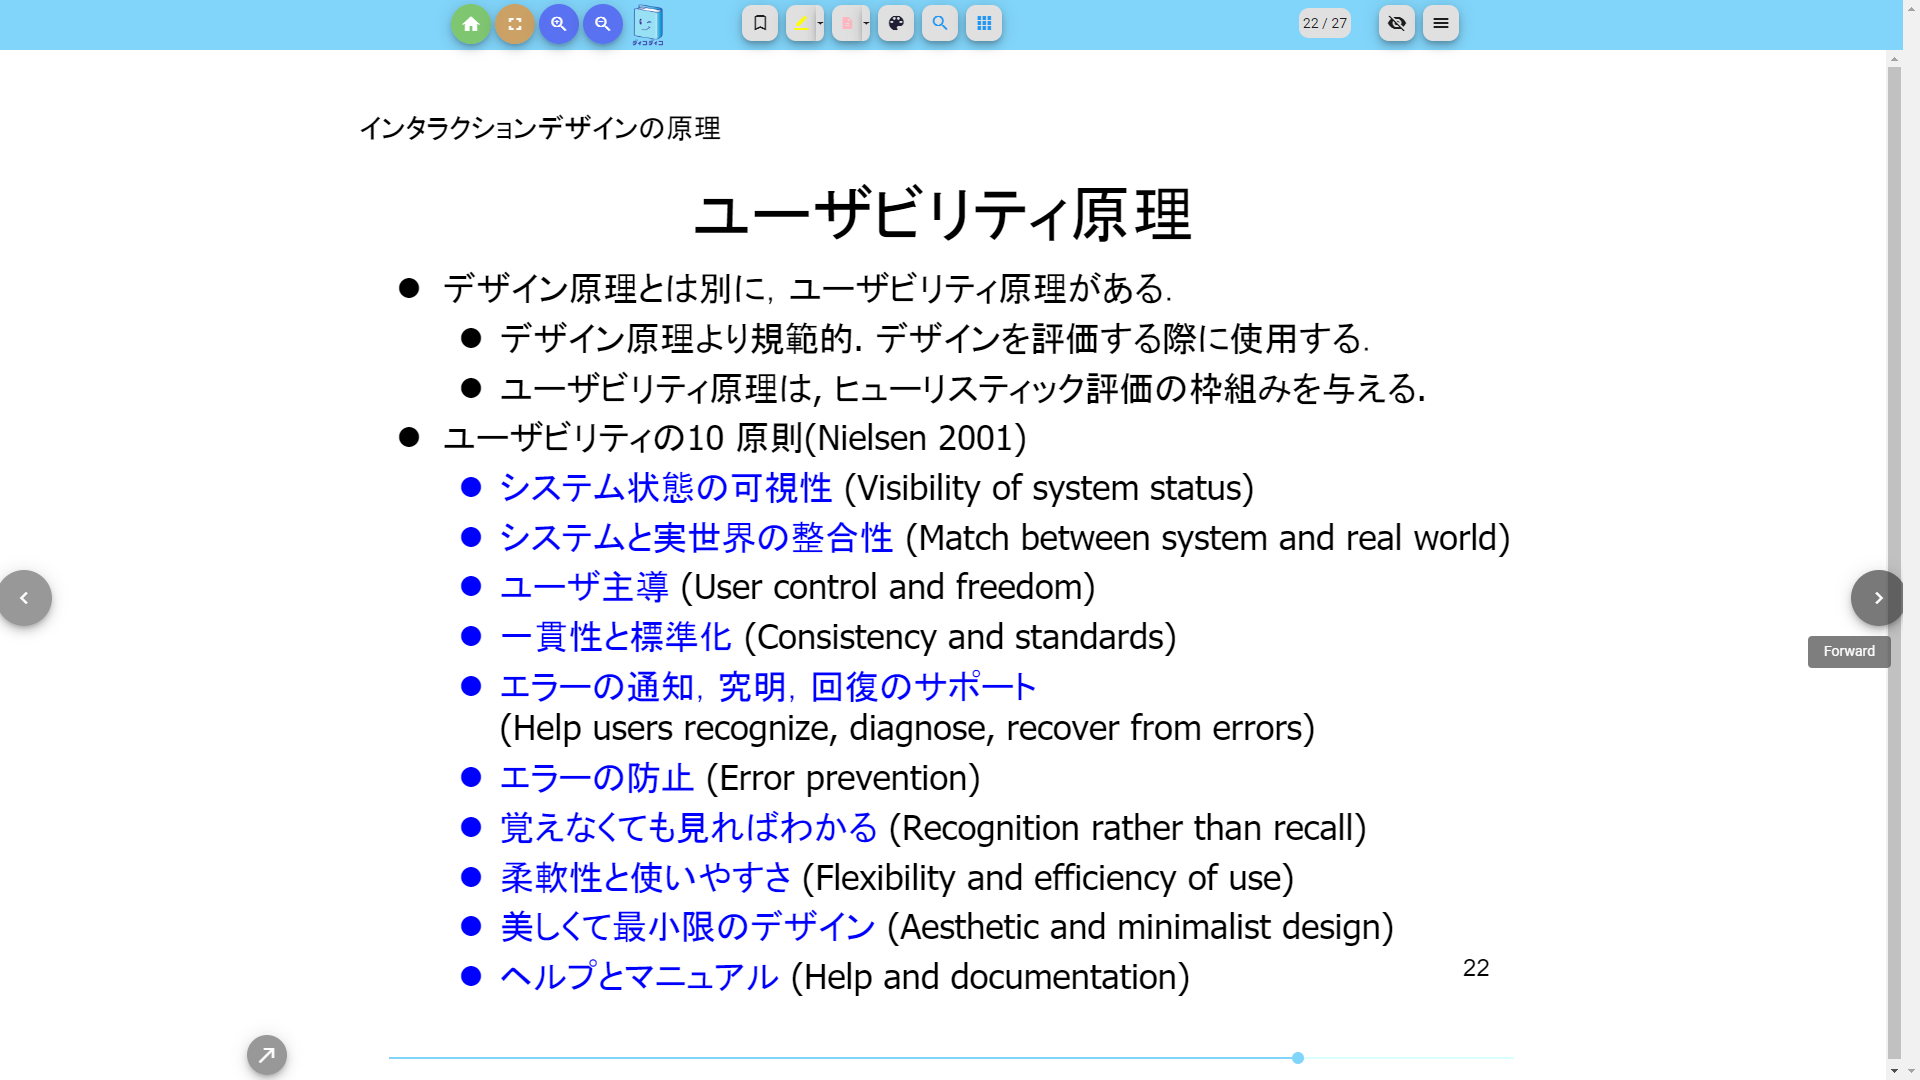 ダィコダィコ
22 / 27
インタラクションデザインの原理
ユーザビリティ原理
● デザイン原理とは別に, ユーザビリティ原理がある.
● デザイン原理より規範的. デザインを評価する際に使用する.
● ユーザビリティ原理は, ヒューリスティック評価の枠組みを与える.
● ユーザビリティの10 原則(Nielsen 2001)
● システム状態の可視性 (Visibility of system status)
● システムと実世界の整合性 (Match between system and real world)
● ユーザ主導 (User control and freedom)
● 一貫性と標準化 (Consistency and standards)
● エラーの通知, 究明, 回復のサポート
(Help users recognize, diagnose, recover from errors)
● エラーの防止 (Error prevention)
Forward
● 覚えなくても見ればわかる (Recognition rather than recall)
● 柔軟性と使いやすさ (Flexibility and efficiency of use)
● 美しくて最小限のデザイン (Aesthetic and minimalist design)
● ヘルプとマニュアル (Help and documentation)
22